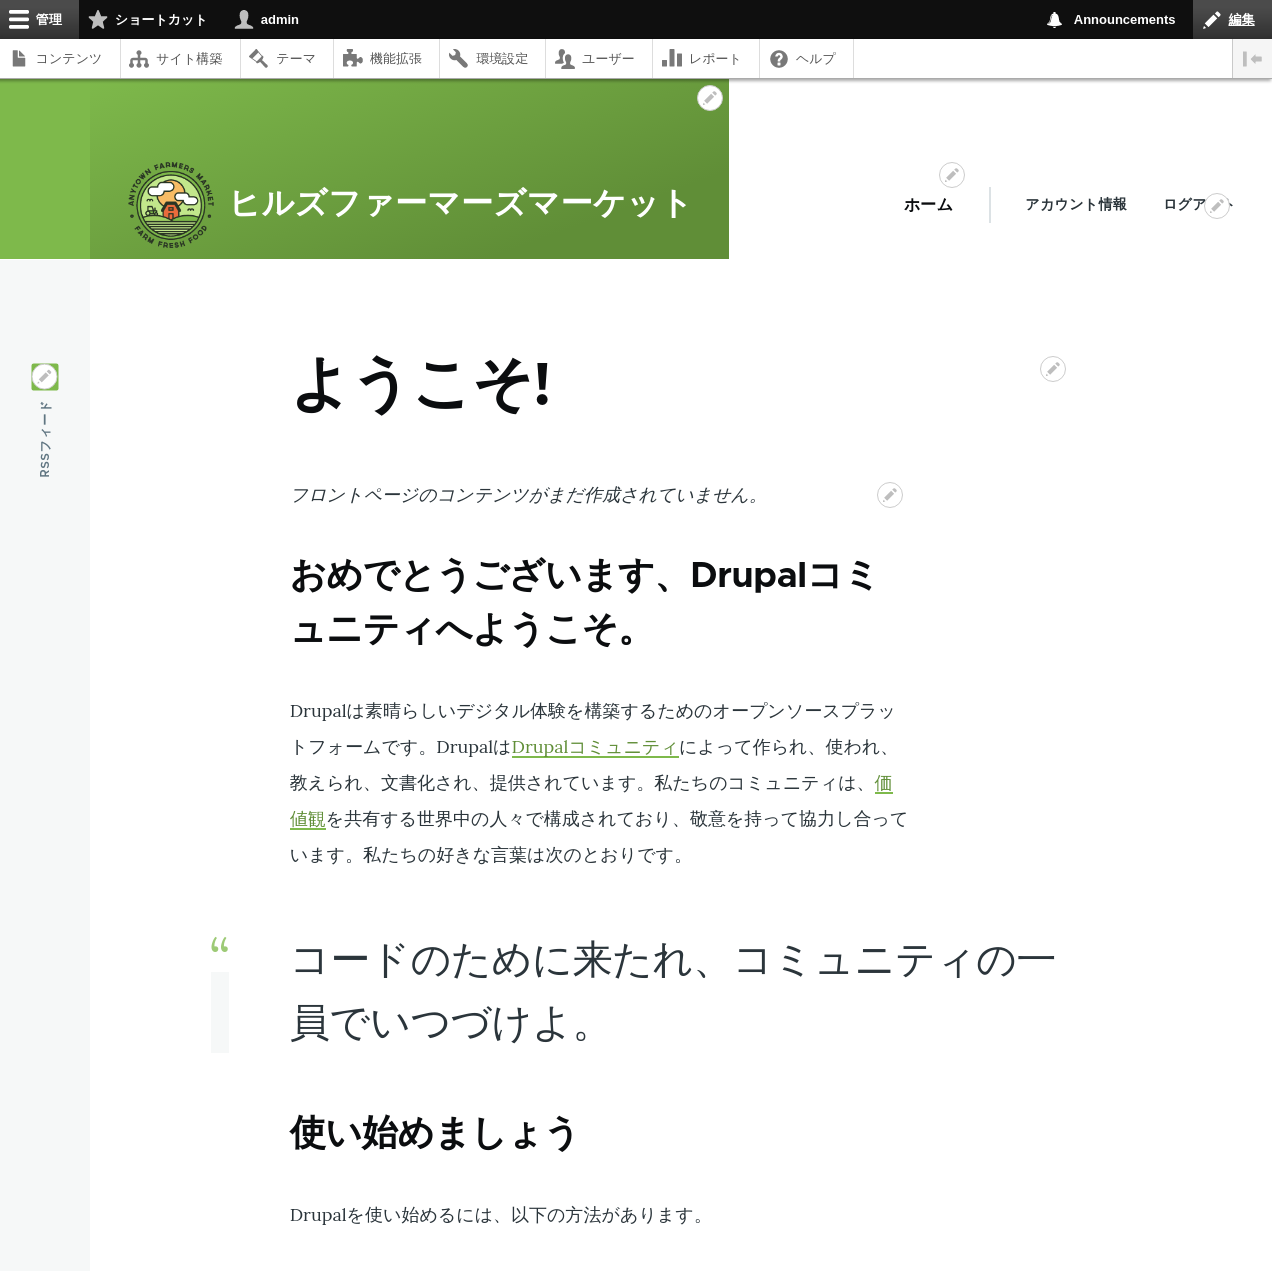 管理 ショートカット admin Announcements 編集
コンテンツ サイト構築 テーマ 機能拡張 環境設定 ユーザー レポート ヘルプ
ANYTOWN FARMERS MARKET
FARM FRESH FOOD
ヒルズファーマーズマーケット
ホーム アカウント情報 ログア
RSSフィード
ようこそ!
フロントページのコンテンツがまだ作成されていません。
おめでとうございます、Drupalコミ
ュニティへようこそ。
Drupalは素晴らしいデジタル体験を構築するためのオープンソースプラッ
トフォームです。DrupalはDrupalコミュニティによって作られ、使われ、
教えられ、文書化され、提供されています。私たちのコミュニティは、価
値観を共有する世界中の人々で構成されており、敬意を持って協力し合って
います。私たちの好きな言葉は次のとおりです。
“
コードのために来たれ、コミュニティの一
員でいつづけよ。
使い始めましょう
Drupalを使い始めるには、以下の方法があります。